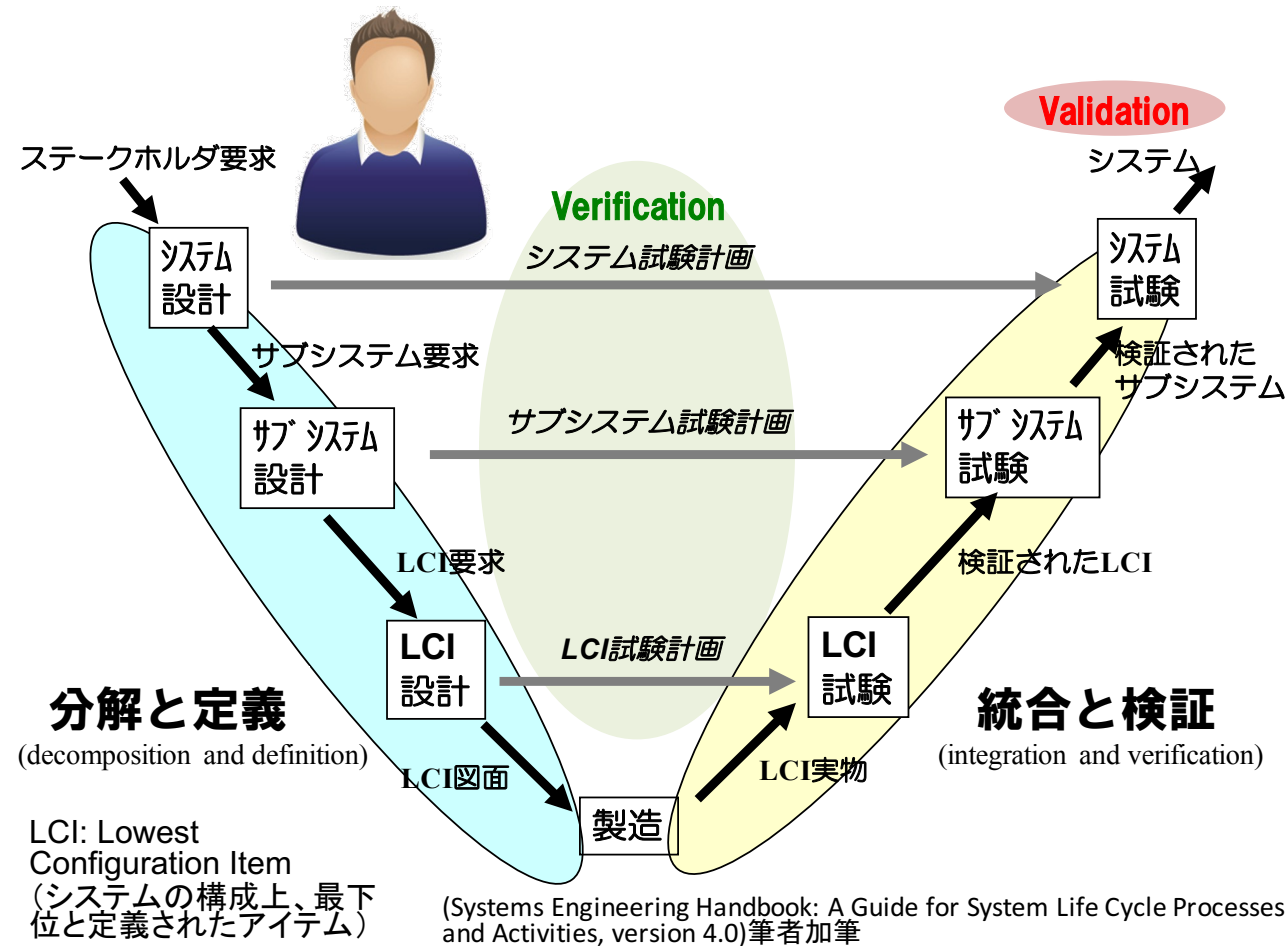 Validation
ステークホルダ要求
システム
Verification
システム試験計画
システム
設計
システム
試験
サブシステム要求
検証された
サブシステム
サブシステム試験計画
サブシステム
設計
サブシステム
試験
LCI要求
検証されたLCI
LCI試験計画
LCI
設計
LCI
試験
分解と定義
(decomposition and definition)
統合と検証
(integration and verification)
LCI図面
LCI実物
製造
LCI: Lowest
Configuration Item
(システムの構成上、最下
位と定義されたアイテム)
(Systems Engineering Handbook: A Guide for System Life Cycle Processes
and Activities, version 4.0)筆者加筆